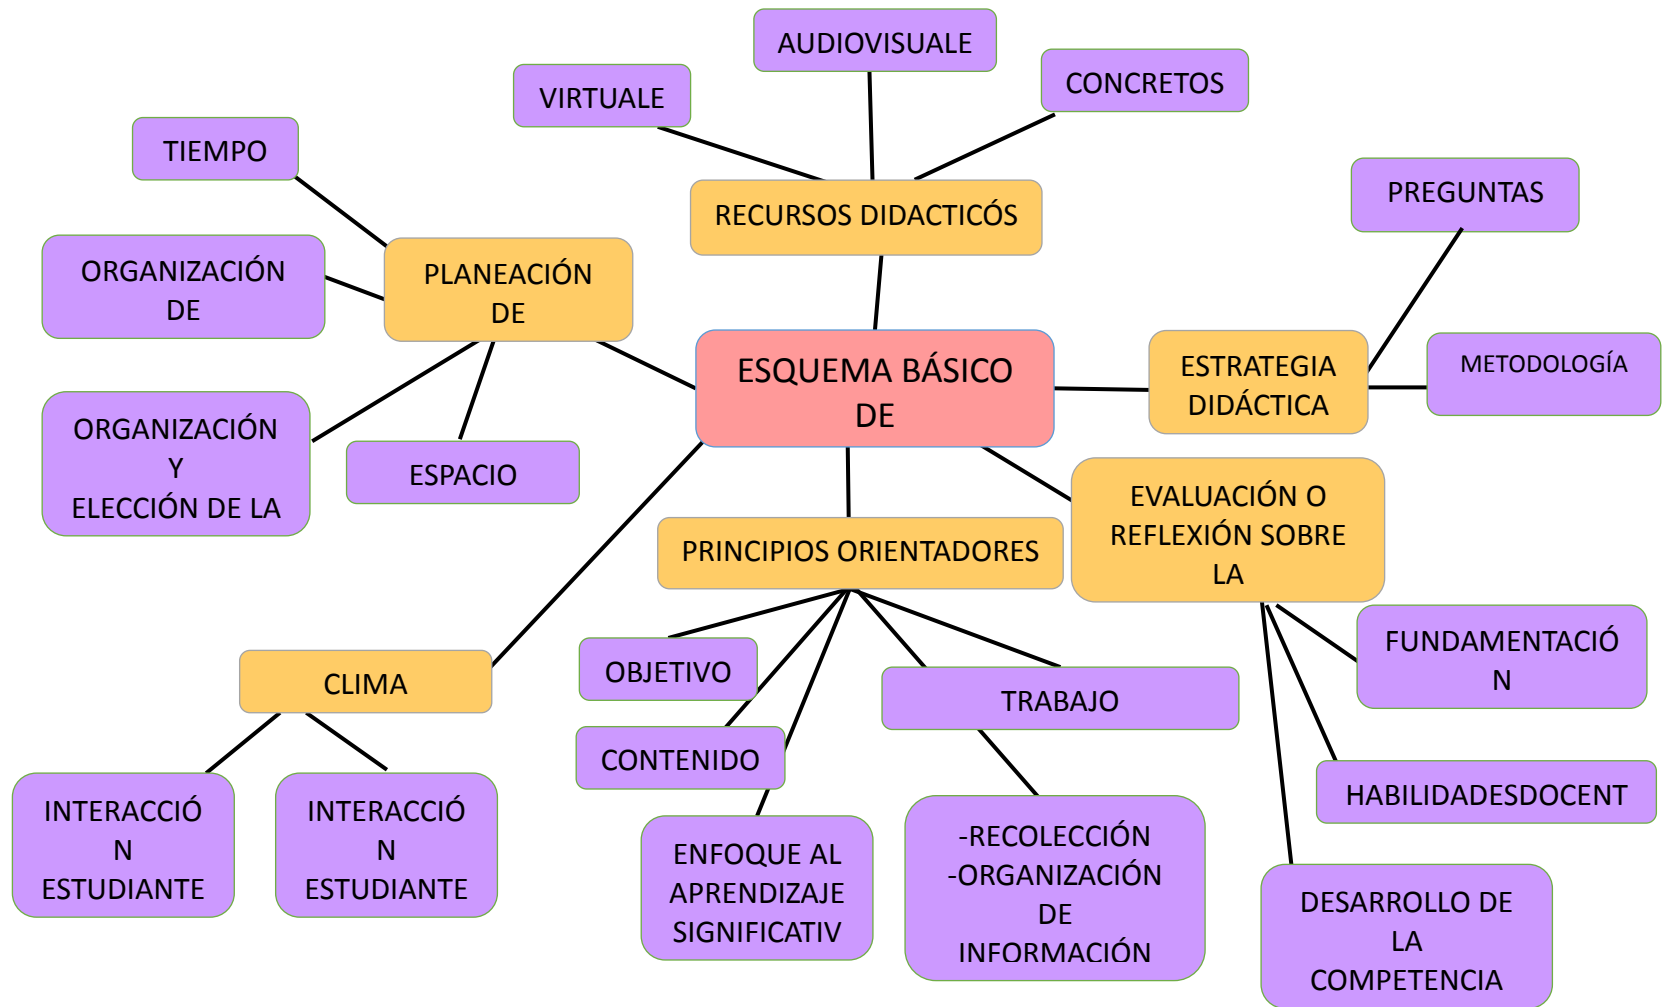 AUDIOVISUALE
VIRTUALE
CONCRETOS
TIEMPO
PREGUNTAS
RECURSOS DIDACTICÓS
ORGANIZACIÓN
DE
PLANEACIÓN
DE
ESQUEMA BÁSICO
DE
ESTRATEGIA
DIDÁCTICA
METODOLOGÍA
ORGANIZACIÓN
Y
ELECCIÓN DE LA
ESPACIO
PRINCIPIOS ORIENTADORES
EVALUACIÓN O
REFLEXIÓN SOBRE
LA
CLIMA
OBJETIVO
TRABAJO
FUNDAMENTACIÓ
N
CONTENIDO
HABILIDADESDOCENT
INTERACCIÓ
N
ESTUDIANTE
INTERACCIÓ
N
ESTUDIANTE
ENFOQUE AL
APRENDIZAJE
SIGNIFICATIV
-RECOLECCIÓN
-ORGANIZACIÓN
DE
INFORMACIÓN
DESARROLLO DE
LA
COMPETENCIA